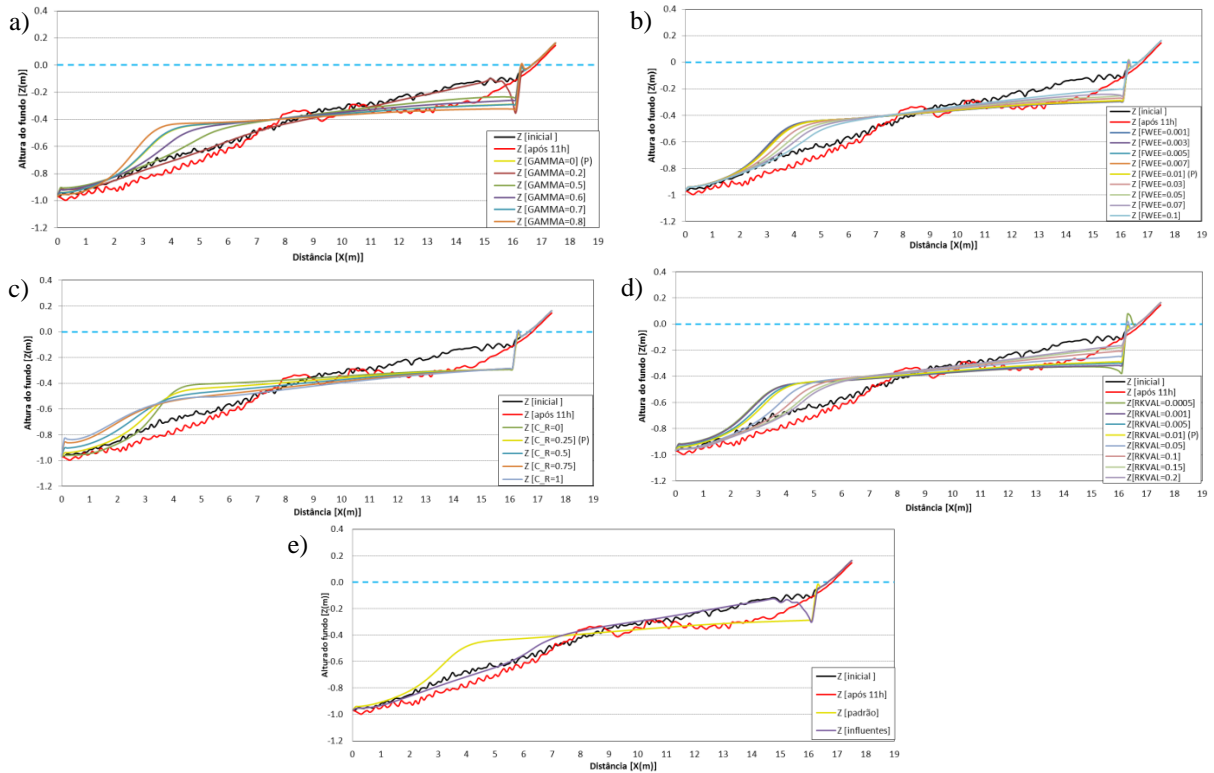 a)
0.4
0.2
0.0
-0.2
-0.4
-0.6
-0.8
-1.0
-1.2
Altura do fundo [Z(m)]
0 1 2 3 4 5 6 7 8 9 10 11 12 13 14 15 16 17 18 19
Distância [X(m)]
Z [inicial ]
Z [após 11h]
Z [GAMMA=0] (P)
Z [GAMMA=0.2]
Z [GAMMA=0.5]
Z [GAMMA=0.6]
Z [GAMMA=0.7]
Z [GAMMA=0.8]
b)
0.4
0.2
0
-0.2
-0.4
-0.6
-0.8
-1
-1.2
Altura do fundo [Z(m)]
0 1 2 3 4 5 6 7 8 9 10 11 12 13 14 15 16 17 18 19
Distância [X(m)]
Z [inicial ]
Z [após 11h]
Z [FWEE=0.001]
Z [FWEE=0.003]
Z [FWEE=0.005]
Z [FWEE=0.007]
Z [FWEE=0.01] (P)
Z [FWEE=0.03]
Z [FWEE=0.05]
Z [FWEE=0.07]
Z [FWEE=0.1]
c)
0.4
0.2
0.0
-0.2
-0.4
-0.6
-0.8
-1.0
-1.2
Altura do fundo [Z(m)]
0 1 2 3 4 5 6 7 8 9 10 11 12 13 14 15 16 17 18 19
Distância [X(m)]
Z [inicial ]
Z [após 11h]
Z [C_R=0]
Z [C_R=0.25] (P)
Z [C_R=0.5]
Z [C_R=0.75]
Z [C_R=1]
d)
0.4
0.2
0
-0.2
-0.4
-0.6
-0.8
-1
-1.2
Altura do fundo [Z(m)]
0 1 2 3 4 5 6 7 8 9 10 11 12 13 14 15 16 17 18 19
Distância [X(m)]
Z [inicial ]
Z [após 11h]
Z[RKVAL=0.0005]
Z[RKVAL=0.001]
Z[RKVAL=0.005]
Z[RKVAL=0.01] (P)
Z[RKVAL=0.05]
Z[RKVAL=0.1]
Z[RKVAL=0.15]
Z[RKVAL=0.2]
e)
0.4
0.2
0.0
-0.2
-0.4
-0.6
-0.8
-1.0
-1.2
Altura do fundo [Z(m)]
0 1 2 3 4 5 6 7 8 9 10 11 12 13 14 15 16 17 18 19
Distância [X(m)]
Z [inicial ]
Z [após 11h]
Z [padrão]
Z [influentes]